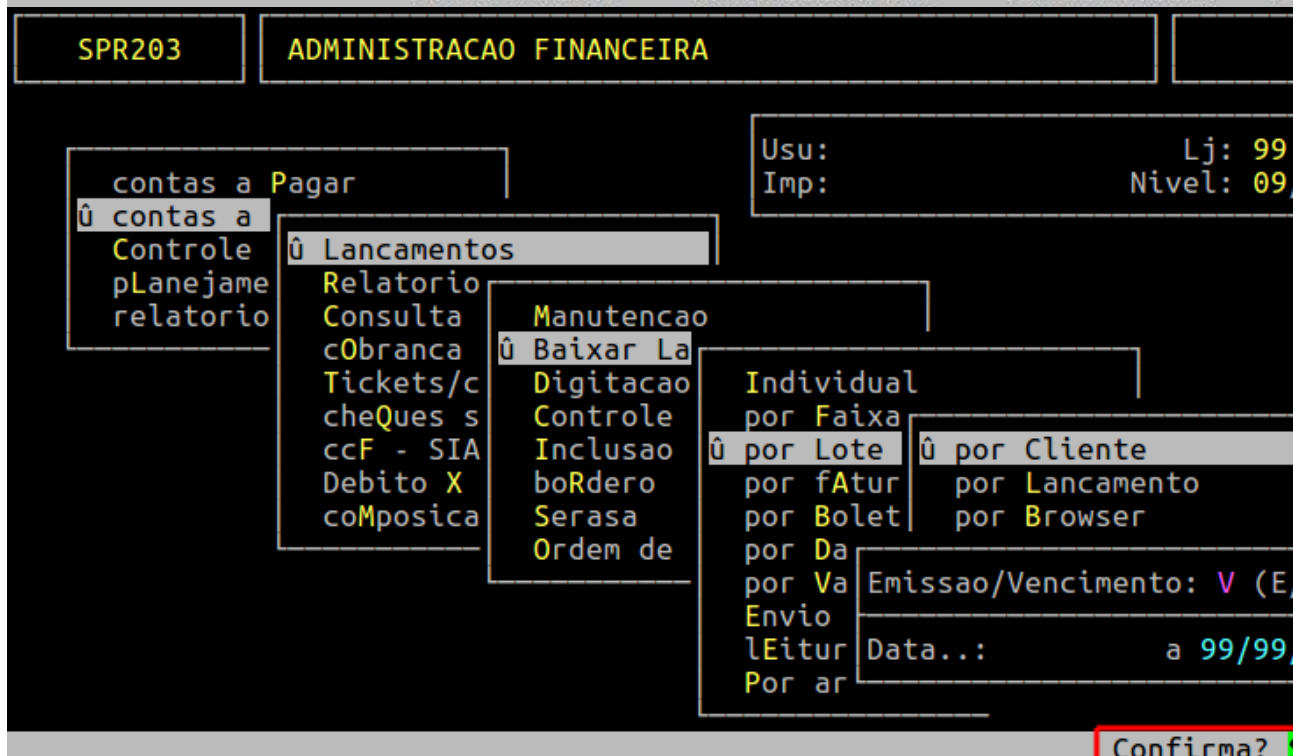 SPR203 ADMINISTRACAO FINANCEIRA
Usu: Lj: 99
Imp: Nivel: 09,
contas a Pagar
û contas a
Controle
pLanejame
relatorio
û Lancamentos
Relatorio
Consulta
cObranca
Tickets/c
cheQues s
ccF - SIA
Debito X
coMposica
Manutencao
û Baixar La
Digitacao
Controle
Inclusao
boRdero
Serasa
Ordem de
Individual
por Faixa
û por Lote
por fAtur
por Bolet
por Da
por Va
Envio
lEitur
Por ar
û por Cliente
por Lancamento
por Browser
Emissao/Vencimento: V (E/
Data..: a 99/99/
Confirma?